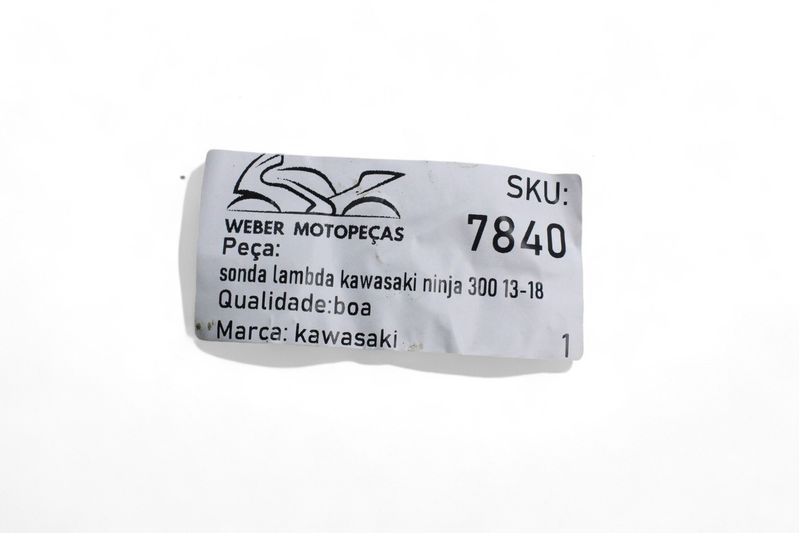 WEBER MOTOPEÇAS
SKU:
7840
Peça:
sonda lambda kawasaki ninja 300 13-18
Qualidade:boa
Marca: kawasaki
1